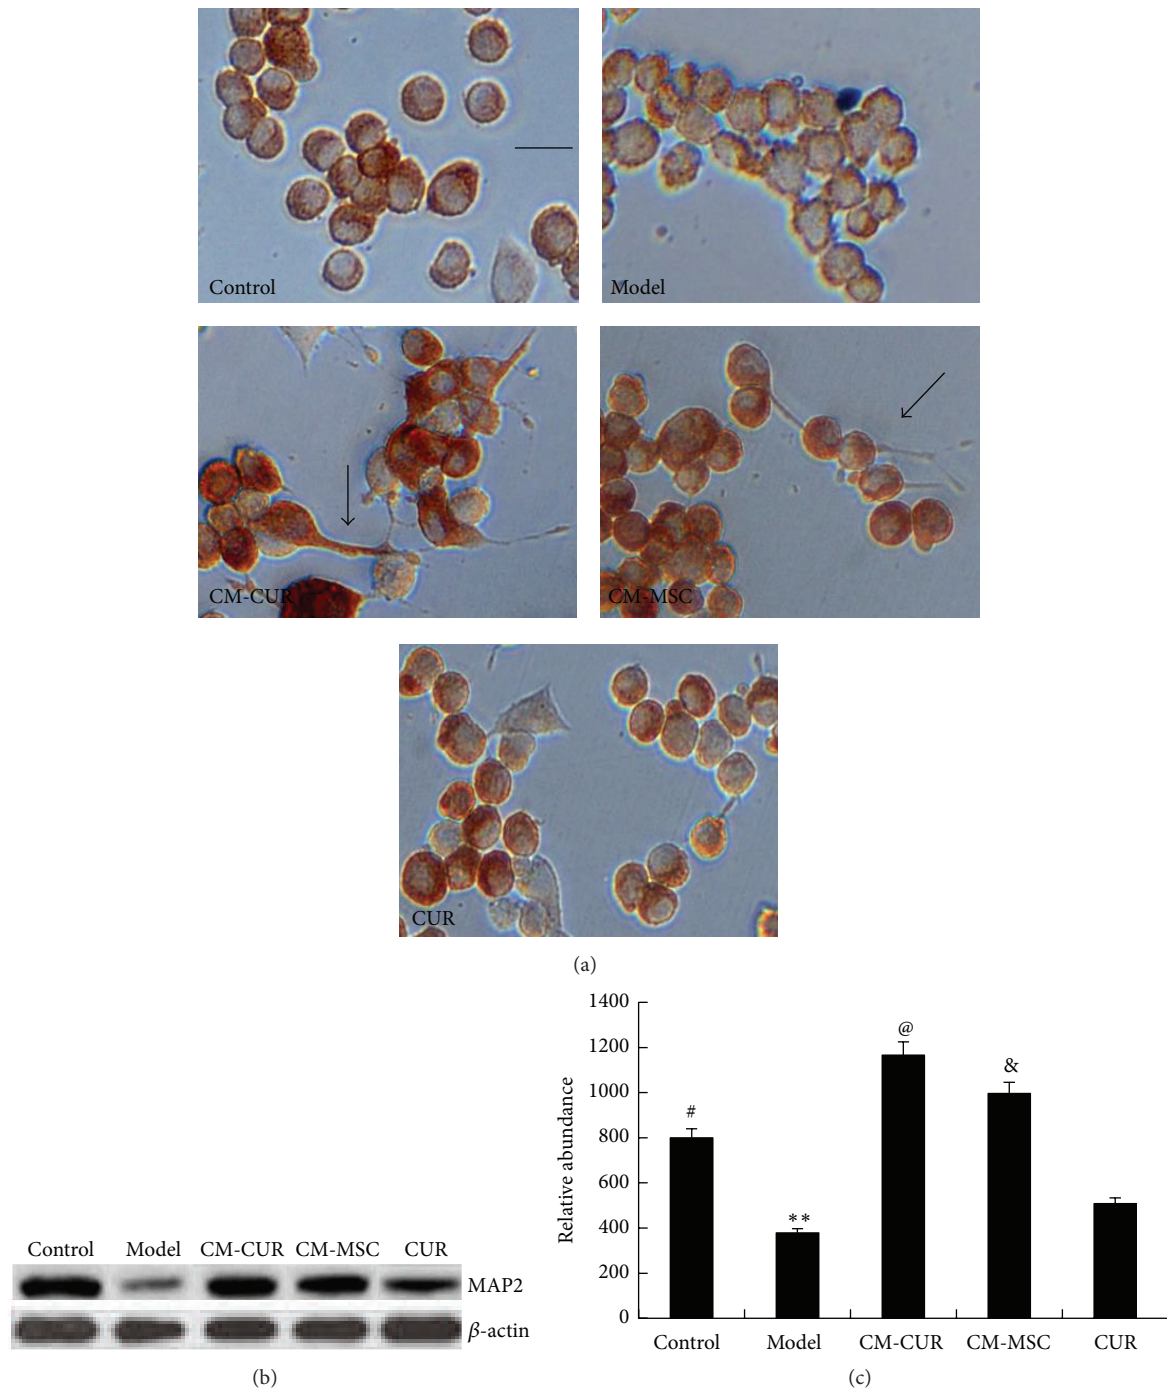 Control
Model
CM-CUR
CM-MSC
CUR
(a)
Control Model CM-CUR CM-MSC CUR
MAP2
β-actin
(b)
Relative abundance
1400
1200
1000
800
600
400
200
0
#
**
@
&
Control Model CM-CUR CM-MSC CUR
(c)